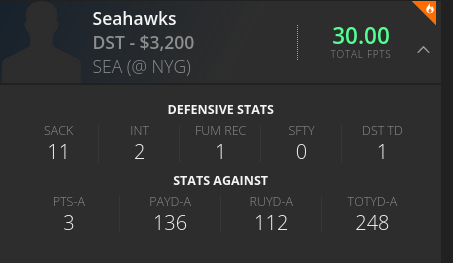 Seahawks
DST - $3,200
SEA (@ NYG)
30.00
TOTAL FPTS
DEFENSIVE STATS
SACK INT FUM REC SFTY DST TD
11 2 1 0 1
STATS AGAINST
PTS-A PAYD-A RUYD-A TOTYD-A
3 136 112 248